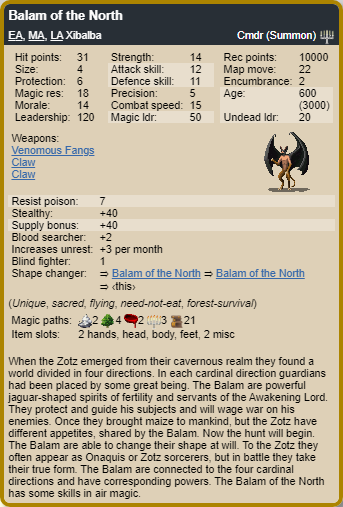 Balam of the North
EA, MA, LA Xibalba Cmdr (Summon)
Hit points: 31 Strength: 14 Rec points: 10000
Size: 4 Attack skill: 12 Map move: 22
Protection: 6 Defence skill: 11 Encumbrance: 2
Magic res: 18 Precision: 5 Age: 600
Morale: 14 Combat speed: 15 (3000)
Leadership: 120 Magic ldr: 50 Undead ldr: 20
Weapons:
Venomous Fangs
Claw
Claw
Resist poison: 7
Stealthy: +40
Supply bonus: +40
Blood searcher: +2
Increases unrest: +3 per month
Blind fighter: 1
Shape changer: ⇒ Balam of the North ⇒ Balam of the North
⇒ ‹this›
(Unique, sacred, flying, need-not-eat, forest-survival)
Magic paths: 2 4 2 3 21
Item slots: 2 hands, head, body, feet, 2 misc
When the Zotz emerged from their cavernous realm they found a
world divided in four directions. In each cardinal direction guardians
had been placed by some great being. The Balam are powerful
jaguar-shaped spirits of fertility and servants of the Awakening Lord.
They protect and guide his subjects and will wage war on his
enemies. Once they brought maize to mankind, but the Zotz have
different appetites, shared by the Balam. Now the hunt will begin.
The Balam are able to change their shape at will. To the Zotz they
often appear as Onaquis or Zotz sorcerers, but in battle they take
their true form. The Balam are connected to the four cardinal
directions and have corresponding powers. The Balam of the North
has some skills in air magic.